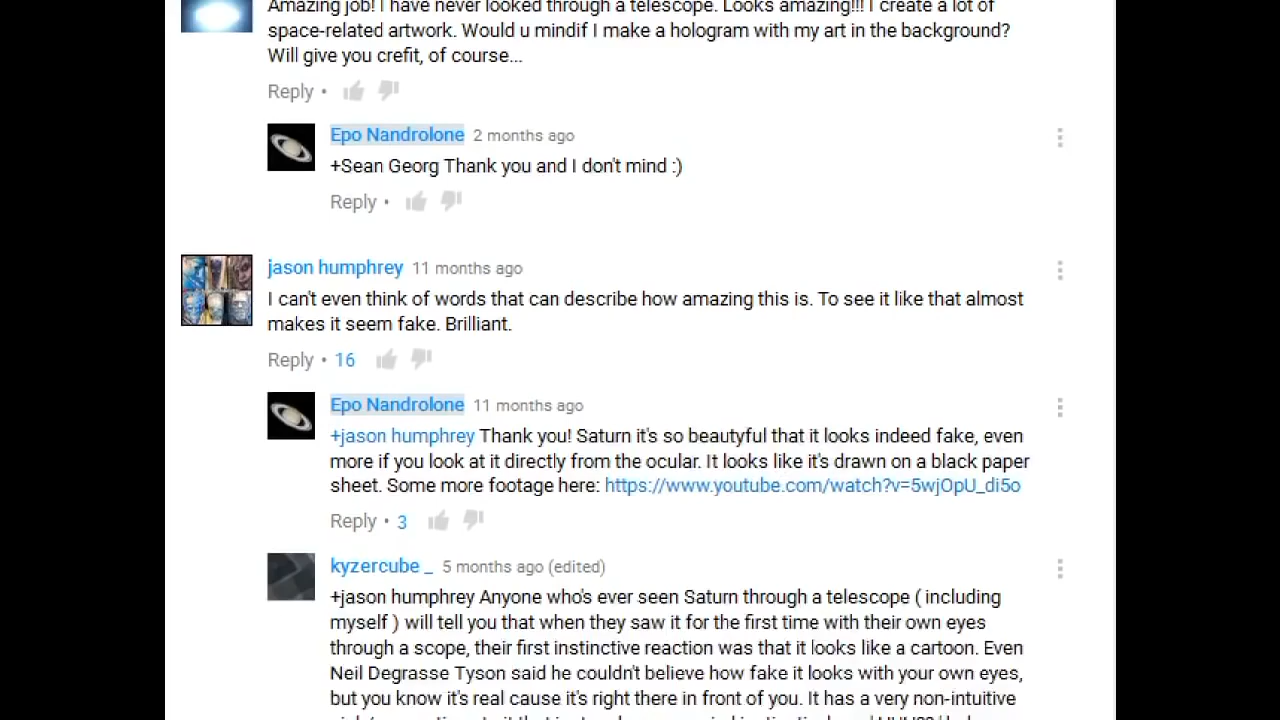 Amazing job! I have never looked through a telescope. Looks amazing!!! I create a lot of
space-related artwork. Would u mindif I make a hologram with my art in the background?
Will give you crefit, of course...
Reply •
Epo Nandrolone 2 months ago
+Sean Georg Thank you and I don't mind :)
Reply •
jason humphrey 11 months ago
I can't even think of words that can describe how amazing this is. To see it like that almost
makes it seem fake. Brilliant.
Reply • 16
Epo Nandrolone 11 months ago
+jason humphrey Thank you! Saturn it's so beautyful that it looks indeed fake, even
more if you look at it directly from the ocular. It looks like it's drawn on a black paper
sheet. Some more footage here: https://www.youtube.com/watch?v=5wjOpU_di5o
Reply • 3
kyzercube _ 5 months ago (edited)
+jason humphrey Anyone who's ever seen Saturn through a telescope ( including
myself ) will tell you that when they saw it for the first time with their own eyes
through a scope, their first instinctive reaction was that it looks like a cartoon. Even
Neil Degrasse Tyson said he couldn't believe how fake it looks with your own eyes,
but you know it's real cause it's right there in front of you. It has a very non-intuitive